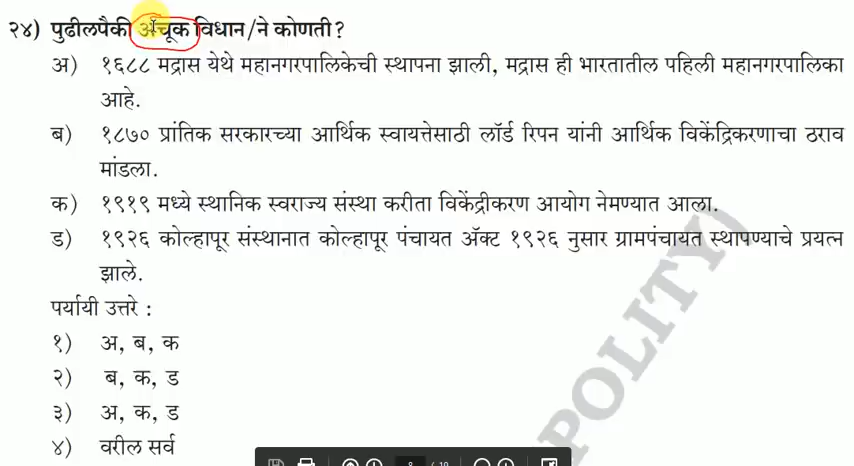 २४) पुढीलपैकी अचूक विधान/ने कोणती?
अ) १६८८ मद्रास येथे महानगरपालिकेची स्थापना झाली, मद्रास ही भारतातील पहिली महानगरपालिका
आहे.
ब) १८७० प्रांतिक सरकारच्या आर्थिक स्वायत्तेसाठी लॉर्ड रिपन यांनी आर्थिक विकेंद्रिकरणाचा ठराव
मांडला.
क) १९१९ मध्ये स्थानिक स्वराज्य संस्था करीता विकेंद्रीकरण आयोग नेमण्यात आला.
ड) १९२६ कोल्हापूर संस्थानात कोल्हापूर पंचायत ॲक्ट १९२६ नुसार ग्रामपंचायत स्थापण्याचे प्रयत्न
झाले.
पर्यायी उत्तरे :
१) अ, ब, क
२) ब, क, ड
३) अ, क, ड
४) वरील सर्व
POLITY)